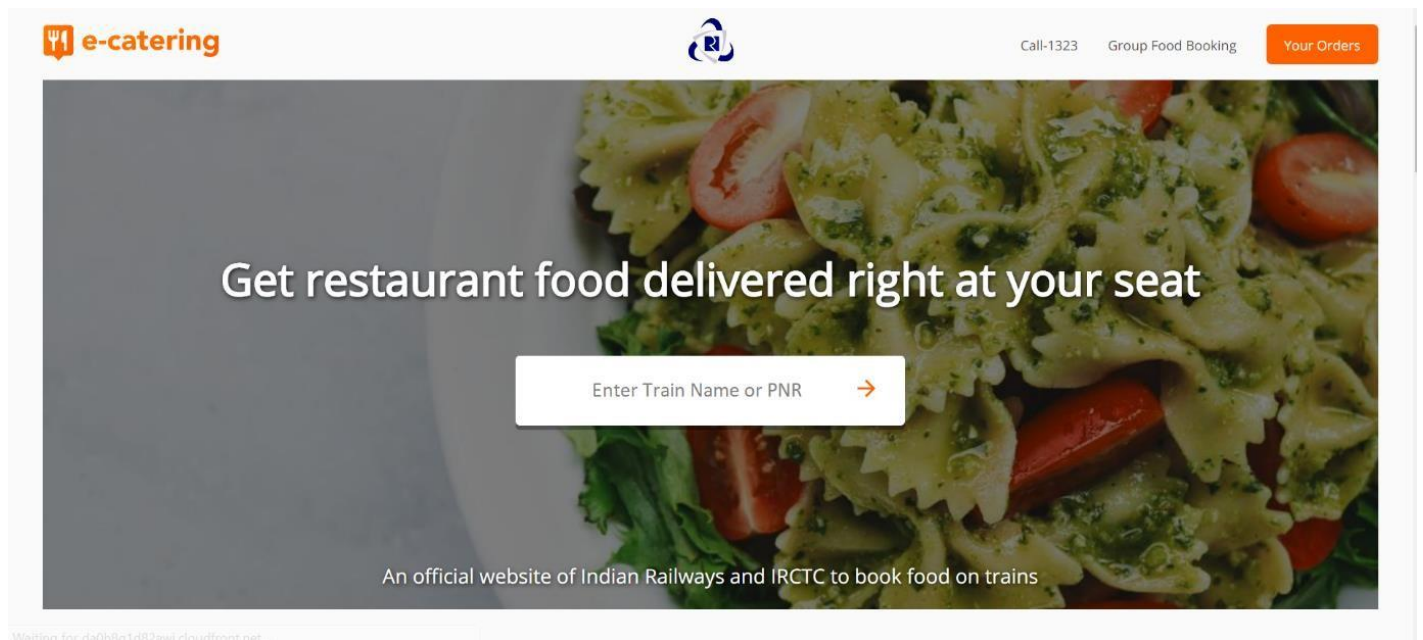 e-catering
Call-1323 Group Food Booking Your Orders
Get restaurant food delivered right at your seat
Enter Train Name or PNR
An official website of Indian Railways and IRCTC to book food on trains